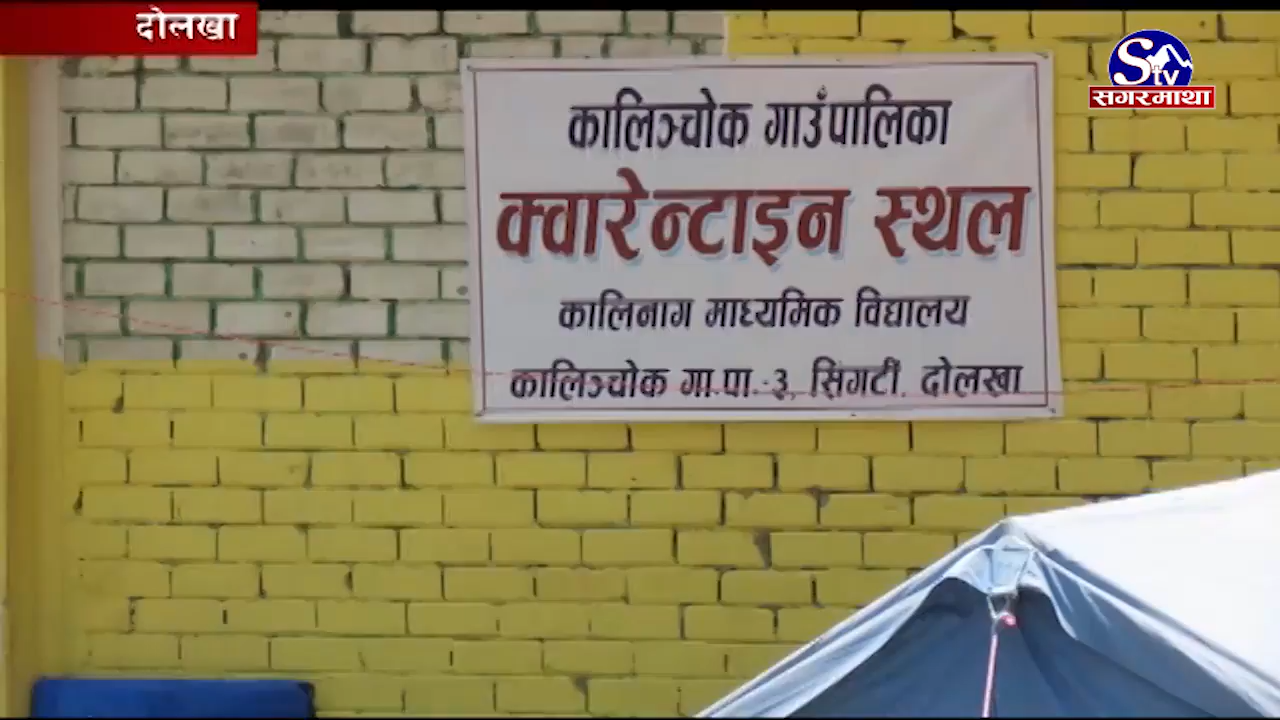 दोलखा
STV
सगरमाथा
कालिञ्चोक गाउँपालिका
क्वारेन्टाइन स्थल
कालिनाग माध्यमिक विद्यालय
कालिञ्चोक गा.पा.-३, सिंगटी, दोलखा